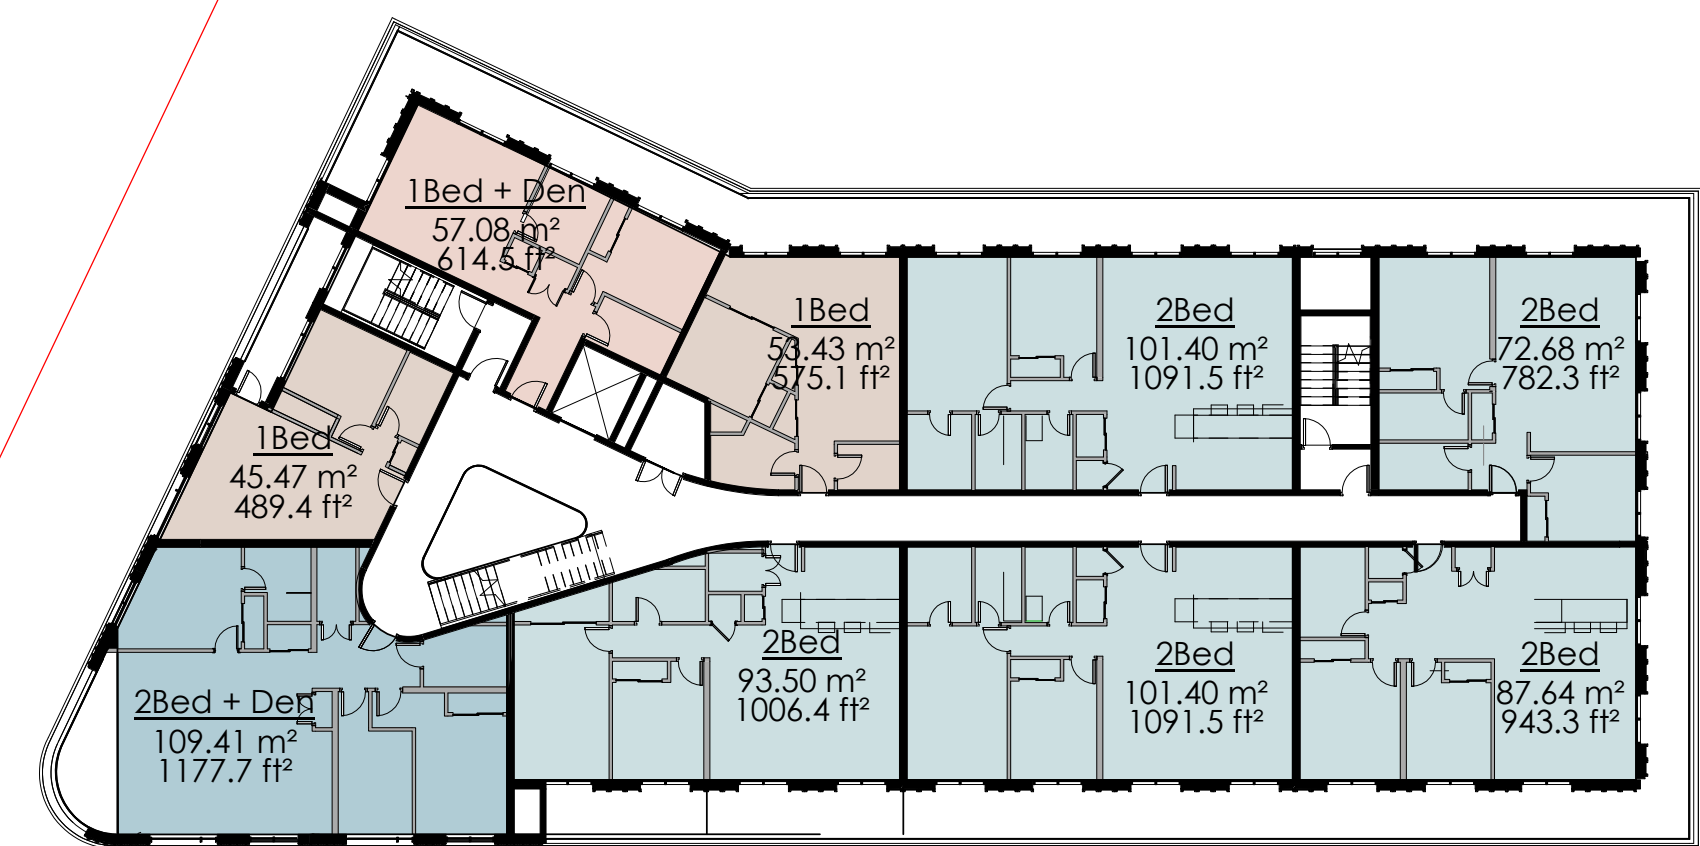 1Bed + Den
57.08 m²
614.5 ft²
1Bed
53.43 m²
575.1 ft²
2Bed
101.40 m²
1091.5 ft²
2Bed
72.68 m²
782.3 ft²
1Bed
45.47 m²
489.4 ft²
2Bed + Den
109.41 m²
1177.7 ft²
2Bed
93.50 m²
1006.4 ft²
2Bed
101.40 m²
1091.5 ft²
2Bed
87.64 m²
943.3 ft²